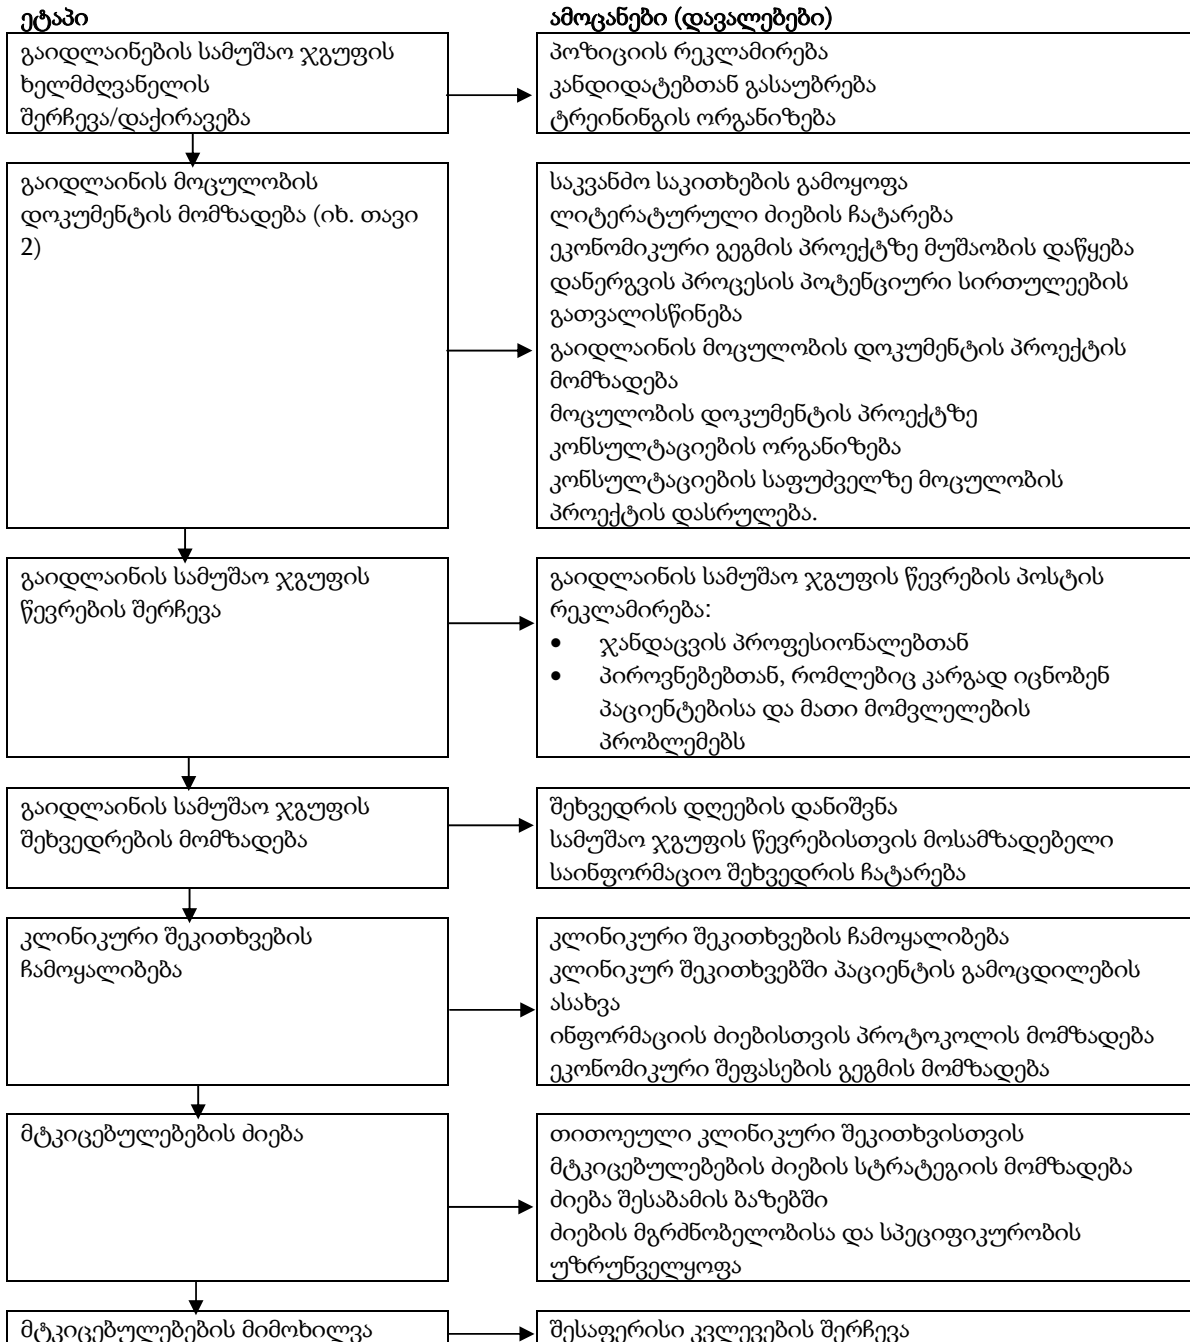 ეტაპი
ამოცანები (დავალებები)
გაიდლაინების სამუშაო ჯგუფის
ხელმძღვანელის
შერჩევა/დაქირავება
პოზიციის რეკლამირება
კანდიდატებთან გასაუბრება
ტრეინინგის ორგანიზება
გაიდლაინის მოცულობის
დოკუმენტის მომზადება (იხ. თავი
2)
საკვანძო საკითხების გამოყოფა
ლიტერატურული ძიების ჩატარება
ეკონომიკური გეგმის პროექტზე მუშაობის დაწყება
დანერგვის პროცესის პოტენციური სირთულეების
გათვალისწინება
გაიდლაინის მოცულობის დოკუმენტის პროექტის
მომზადება
მოცულობის დოკუმენტის პროექტზე
კონსულტაციების ორგანიზება
კონსულტაციების საფუძველზე მოცულობის
პროექტის დასრულება.
გაიდლაინის სამუშაო ჯგუფის
წევრების შერჩევა
გაიდლაინის სამუშაო ჯგუფის წევრების პოსტის
რეკლამირება:
• ჯანდაცვის პროფესიონალებთან
• პიროვნებებთან, რომლებიც კარგად იცნობენ
პაციენტებისა და მათი მომვლელების
პრობლემებს
გაიდლაინის სამუშაო ჯგუფის
შეხვედრების მომზადება
შეხვედრის დღეების დანიშვნა
სამუშაო ჯგუფის წევრებისთვის მოსამზადებელი
საინფორმაციო შეხვედრის ჩატარება
კლინიკური შეკითხვების
ჩამოყალიბება
კლინიკური შეკითხვების ჩამოყალიბება
კლინიკურ შეკითხვებში პაციენტის გამოცდილების
ასახვა
ინფორმაციის ძიებისთვის პროტოკოლის მომზადება
ეკონომიკური შეფასების გეგმის მომზადება
მტკიცებულებების ძიება
თითოეული კლინიკური შეკითხვისთვის
მტკიცებულებების ძიების სტრატეგიის მომზადება
ძიება შესაბამის ბაზებში
ძიების მგრძნობელობისა და სპეციფიკურობის
უზრუნველყოფა
მტკიცებულებების მიმოხილვა
შესაფერისი კვლევების შერჩევა